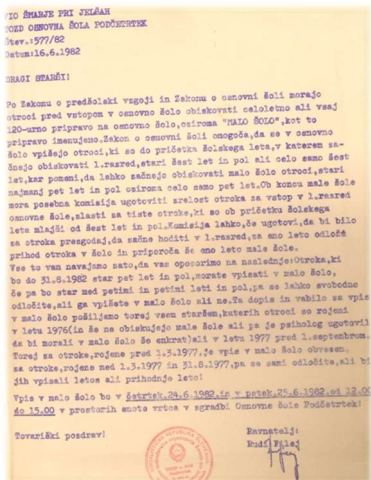 VIO ŠMARJE PRI JELŠAH
TOZD OSNOVNA ŠOLA PODČETRTEK
Štev.:577/82
Datum:16.6.1982
DRAGI STARŠI!
Po Zakonu o predšolski vzgoji in Zakonu o osnovni šoli morajo
otroci pred vstopom v osnovno šolo obiskovati celoletno ali vsaj
120-urno pripravo na osnovno šolo, oziroma "MALO ŠOLO", kot to
pripravo imenujemo. Zakon o osnovni šoli omogoča, da se v osnovno
šolo vpišejo otroci, ki so do pričetka šolskega leta, v katerem za-
čnejo obiskovati 1.razred, stari šest let in pol ali celo samo šest
let, kar pomeni, da lahko začnejo obiskovati malo šolo otroci, stari
najmanj pet let in pol oziroma celo samo pet let. Ob koncu male šole
mora posebna komisija ugotoviti zrelost otroka za vstop v 1.razred
osnovne šole, zlasti za tiste otroke, ki so ob pričetku šolskega
leta mlajši od šest let in pol. Komisija lahko, če ugotovi, da bi bilo
za otroka prezgodaj, da začne hoditi v 1.razred, za eno leto odloži
prihod otroka v šolo in priporoča še eno leto male šole.
Vse to vam navajamo zato, da vas opozorimo na naslednje: Otroka, ki
bo do 31.8.1982 star pet let in pol, morate vpisati v malo šolo,
če pa bo star med petimi in petimi leti in pol, pa se lahko svobodno
odločite, ali ga vpišete v malo šolo ali ne. Ta dopis in vabilo za vpis
v malo šolo pošiljamo torej vsem staršem, katerih otroci so rojeni
v letu 1976(in še ne obiskujejo male šole ali pa je psiholog ugotovil
da bi morali v malo šolo še enkrat) ali v letu 1977 pred 1.septembrom.
Torej za otroke, rojene pred 1.3.1977, je vpis v malo šolo obvezen,
za otroke, rojene med 1.3.1977 in 31.8.1977, pa se sami odločite, ali bi
jih vpisali letos ali prihodnje leto!
Vpis v malo šolo bo v četrtek, 24.6.1982, in v petek, 25.6.1982 od 12.00
do 15.00 v prostorih enote vrtca v zgradbi Osnovne šole Podčetrtek!
Tovariški pozdrav!
Ravnatelj:
Rudi